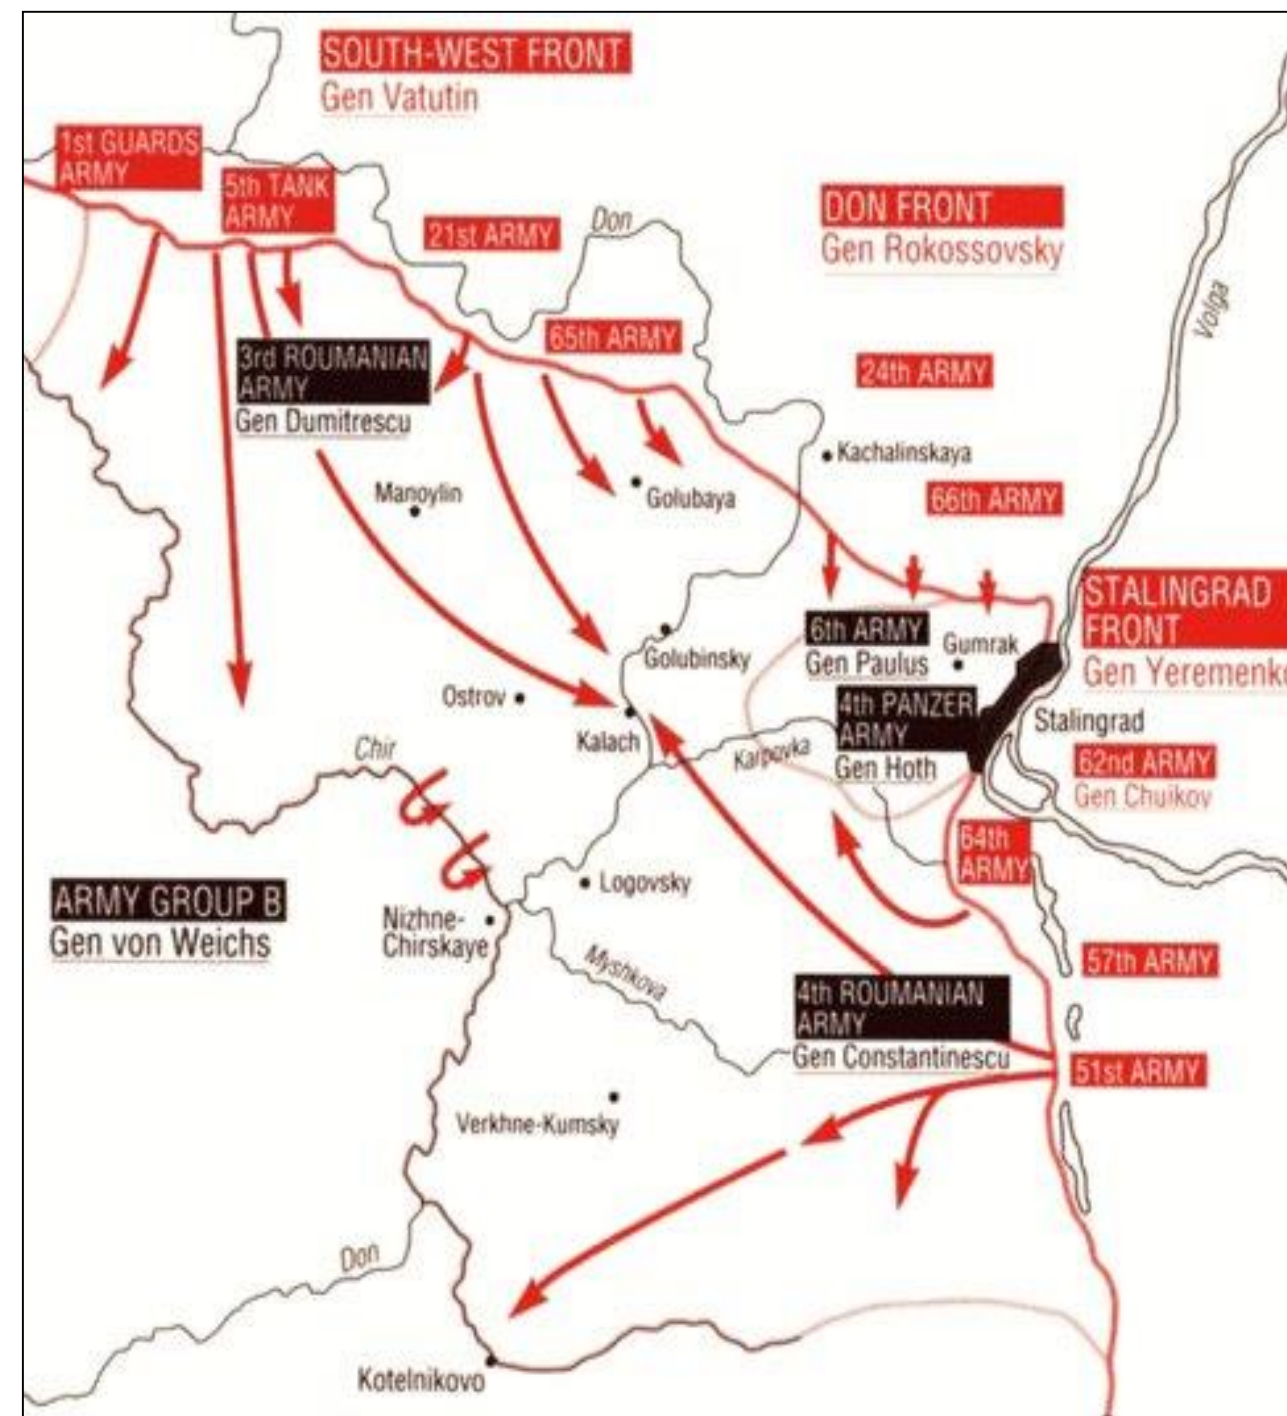 SOUTH-WEST FRONT
Gen Vatutin
1st GUARDS
ARMY
5th TANK
ARMY
21st ARMY
Don
DON FRONT
Gen Rokossovsky
Volga
65th ARMY
3rd ROUMANIAN
ARMY
Gen Dumitrescu
24th ARMY
Kachalinskaya
Manoylin
Golubaya
66th ARMY
STALINGRAD
FRONT
Gen Yeremenko
6th ARMY
Gen Paulus
Gumrak
Golubinsky
Ostrov
4th PANZER
ARMY
Gen Hoth
Stalingrad
Kalach
Karpovka
Chir
62nd ARMY
Gen Chuikov
64th
ARMY
Logovsky
ARMY GROUP B
Gen von Weichs
Nizhne-
Chirskaye
Myshkova
57th ARMY
4th ROUMANIAN
ARMY
Gen Constantinescu
51st ARMY
Verkhne-Kumsky
Don
Kotelnikovo